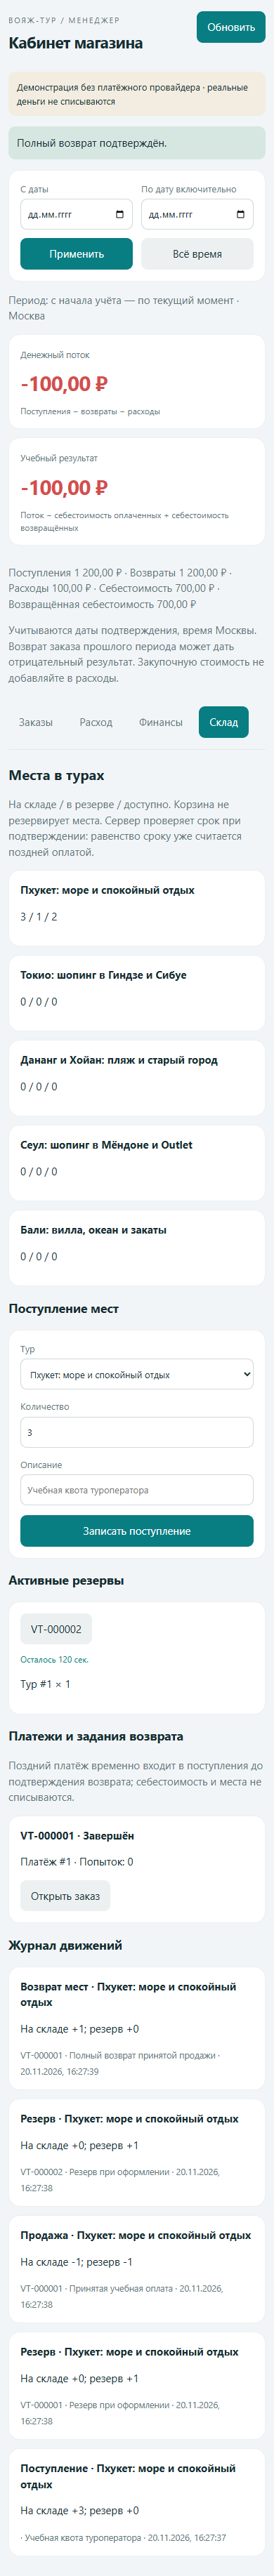 ВОЯЖ-ТУР / МЕНЕДЖЕР
Кабинет магазина
Обновить
Демонстрация без платёжного провайдера · реальные
деньги не списываются
Полный возврат подтверждён.
С даты
По дату включительно
дд.мм.гггг
дд.мм.гггг
Применить
Всё время
Период: с начала учёта — по текущий момент ·
Москва
Денежный поток
-100,00 ₽
Поступления − возвраты − расходы
Учебный результат
-100,00 ₽
Поток − себестоимость оплаченных + себестоимость
возвращённых
Поступления 1 200,00 ₽ · Возвраты 1 200,00 ₽ ·
Расходы 100,00 ₽ · Себестоимость 700,00 ₽ ·
Возвращённая себестоимость 700,00 ₽
Учитываются даты подтверждения, время Москвы.
Возврат заказа прошлого периода может дать
отрицательный результат. Закупочную стоимость не
добавляйте в расходы.
Заказы
Расход
Финансы
Склад
Места в турах
На складе / в резерве / доступно. Корзина не
резервирует места. Сервер проверяет срок при
подтверждении: равенство сроку уже считается
поздней оплатой.
Пхукет: море и спокойный отдых
3 / 1 / 2
Токио: шопинг в Гиндзе и Сибуе
0 / 0 / 0
Дананг и Хойан: пляж и старый город
0 / 0 / 0
Сеул: шопинг в Мёндоне и Outlet
0 / 0 / 0
Бали: вилла, океан и закаты
0 / 0 / 0
Поступление мест
Тур
Пхукет: море и спокойный отдых
Количество
3
Описание
Учебная квота туроператора
Записать поступление
Активные резервы
VT-000002
Осталось 120 сек.
Тур #1 × 1
Платежи и задания возврата
Поздний платёж временно входит в поступления до
подтверждения возврата; себестоимость и места не
списываются.
VT-000001 · Завершён
Платёж #1 · Попыток: 0
Открыть заказ
Журнал движений
Возврат мест · Пхукет: море и спокойный
отдых
На складе +1; резерв +0
VT-000001 · Полный возврат принятой продажи ·
20.11.2026, 16:27:39
Резерв · Пхукет: море и спокойный отдых
На складе +0; резерв +1
VT-000002 · Резерв при оформлении · 20.11.2026,
16:27:38
Продажа · Пхукет: море и спокойный отдых
На складе -1; резерв -1
VT-000001 · Принятая учебная оплата · 20.11.2026,
16:27:38
Резерв · Пхукет: море и спокойный отдых
На складе +0; резерв +1
VT-000001 · Резерв при оформлении · 20.11.2026,
16:27:38
Поступление · Пхукет: море и спокойный
отдых
На складе +3; резерв +0
· Учебная квота туроператора · 20.11.2026, 16:27:37